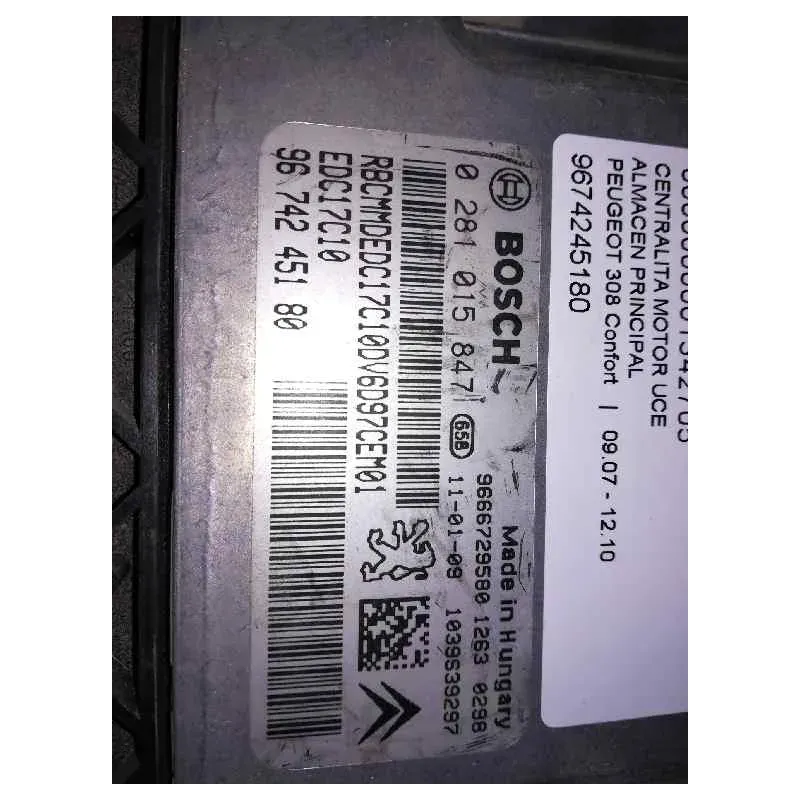 BOSCH
Made in Hungary
0 281 015 847
658
9666729580 1263 0298
11-01-09 1039S39297
RBCMMDEDC17C10DV6D97CEM01
EDC17C10
96 742 451 80
CENTRALITA MOTOR UCE
ALMACEN PRINCIPAL
PEUGEOT 308 Confort | 09.07 - 12.10
9674245180